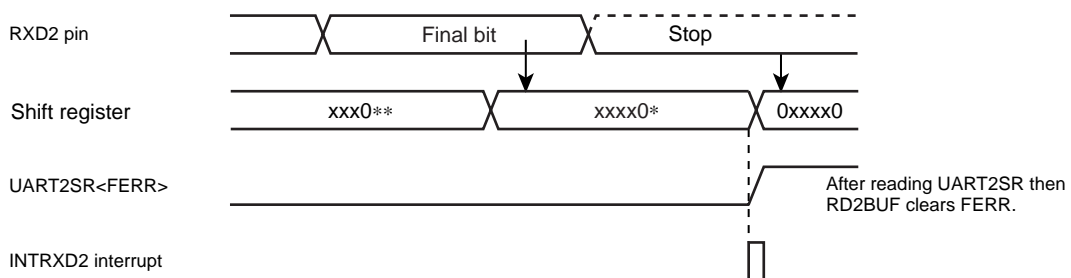 RXD2 pin
Final bit
Stop
Shift register
xxx0**
xxxx0*
0xxxx0
UART2SR<FERR>
After reading UART2SR then
RD2BUF clears FERR.
INTRXD2 interrupt